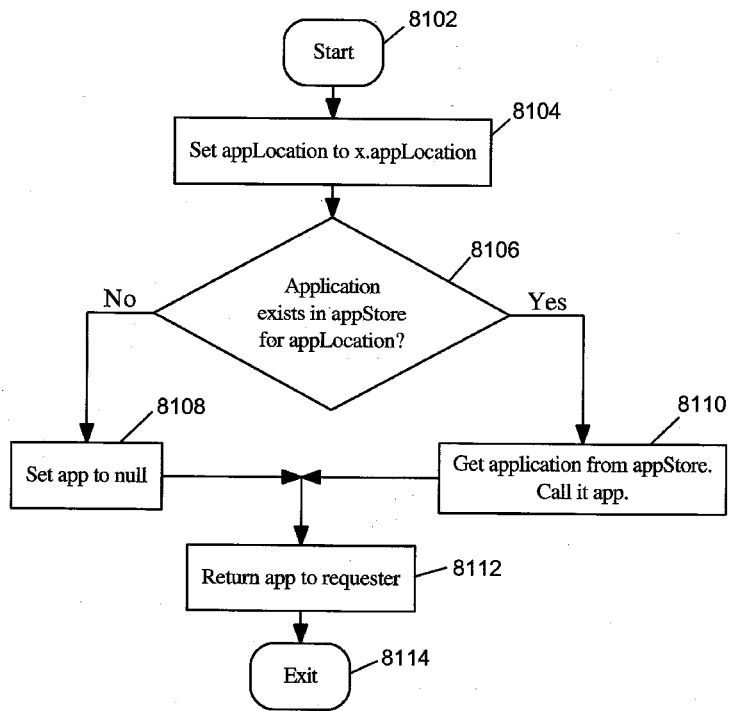 8102
Start
8104
Set appLocation to x.appLocation
8106
Application
exists in appStore
for appLocation?
No
Yes
8108
8110
Set app to null
Get application from appStore.
Call it app.
Return app to requester
8112
8114
Exit